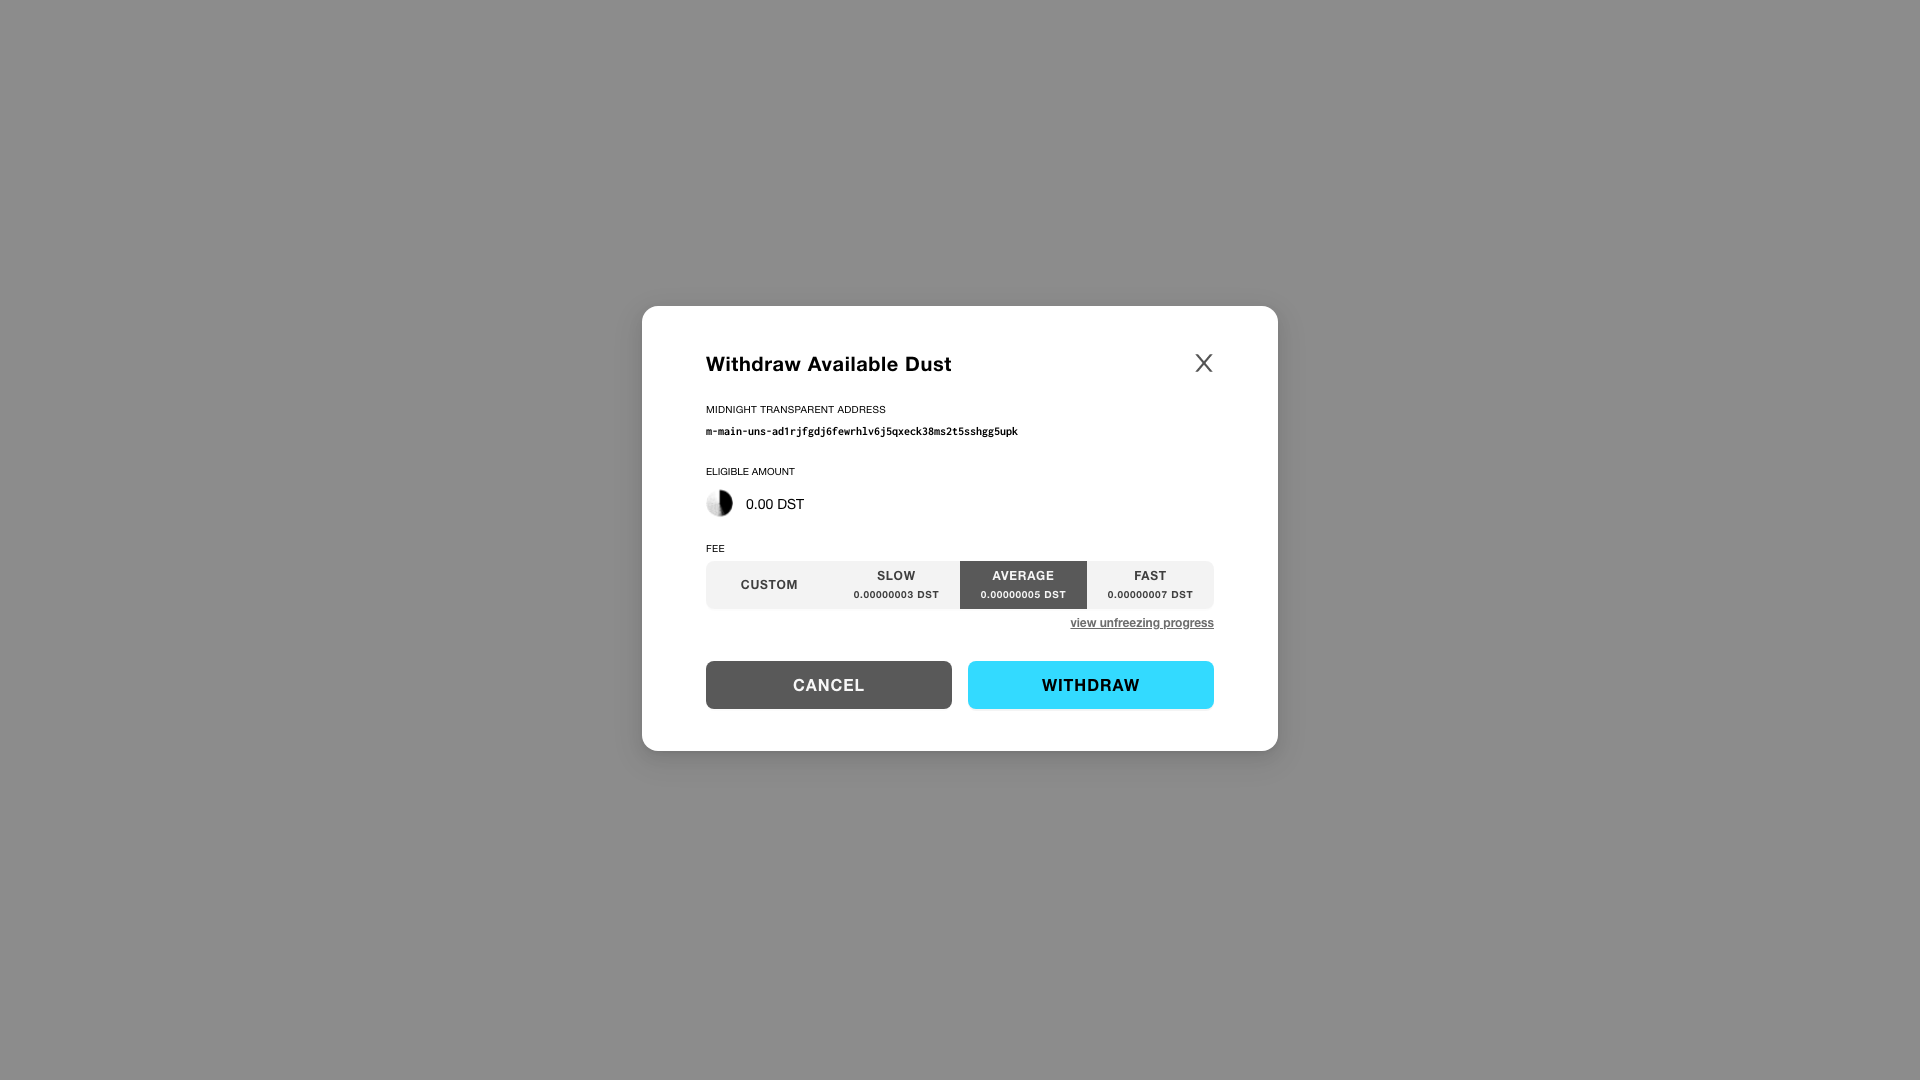 Withdraw Available Dust
X
MIDNIGHT TRANSPARENT ADDRESS
m-main-uns-ad1rjfgdj6fewrhlv6j5qxeck38ms2t5sshgg5upk
ELIGIBLE AMOUNT
0.00 DST
FEE
CUSTOM
SLOW
0.00000003 DST
AVERAGE
0.00000005 DST
FAST
0.00000007 DST
view unfreezing progress
CANCEL
WITHDRAW